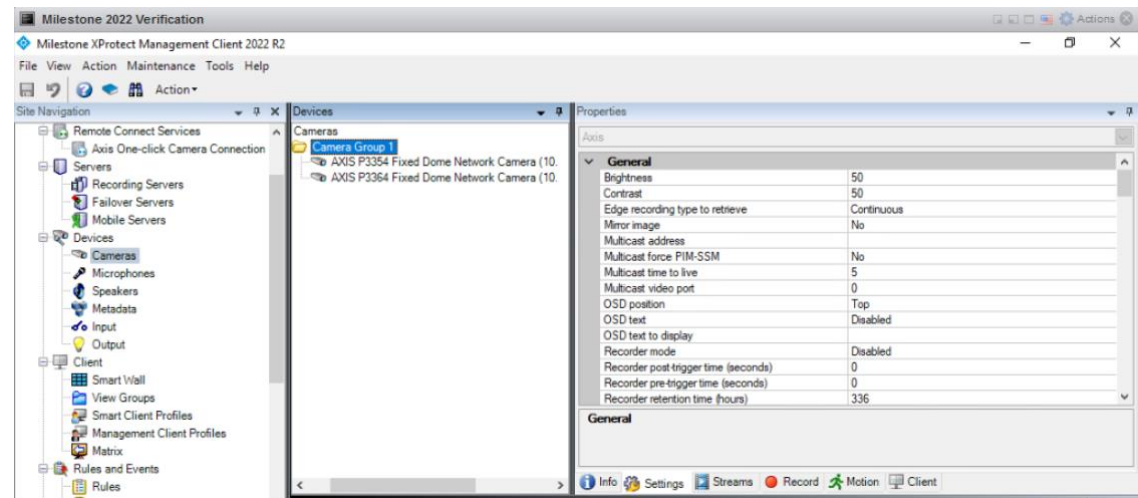 Milestone 2022 Verification
Actions
Milestone XProtect Management Client 2022 R2
File View Action Maintenance Tools Help
Action
Site Navigation
Remote Connect Services
Axis One-click Camera Connection
Servers
Recording Servers
Failover Servers
Mobile Servers
Devices
Cameras
Microphones
Speakers
Metadata
Input
Output
Client
Smart Wall
View Groups
Smart Client Profiles
Management Client Profiles
Matrix
Rules and Events
Rules
Devices
Cameras
Camera Group 1
AXIS P3354 Fixed Dome Network Camera (10.
AXIS P3364 Fixed Dome Network Camera (10.
Properties
Axis
General
Brightness 50
Contrast 50
Edge recording type to retrieve Continuous
Mirror image No
Multicast address
Multicast force PIM-SSM No
Multicast time to live 5
Multicast video port 0
OSD position Top
OSD text Disabled
OSD text to display
Recorder mode Disabled
Recorder post-trigger time (seconds) 0
Recorder pre-trigger time (seconds) 0
Recorder retention time (hours) 336
General
Info Settings Streams Record Motion Client